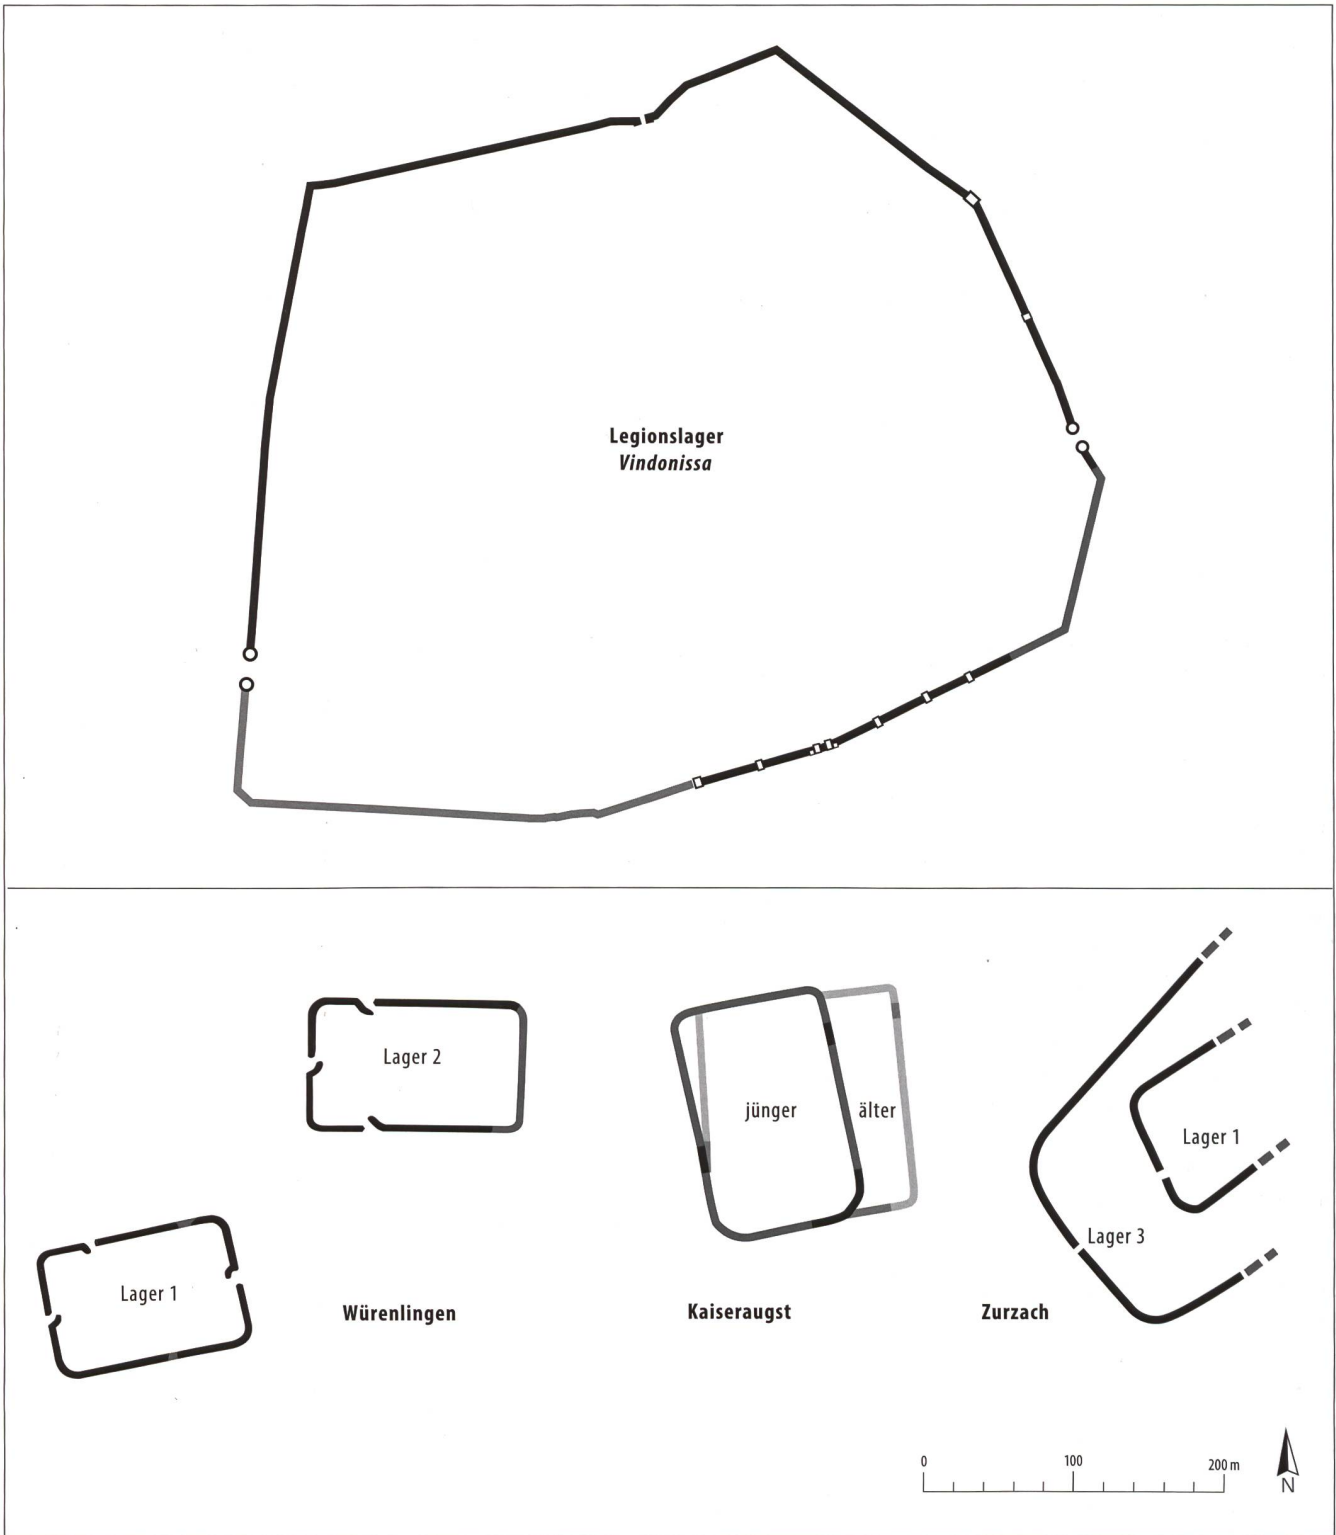 Legionslager
Vindonissa
Lager 2
Lager 1
Würenlingen
jünger
älter
Kaiseraugst
Lager 1
Lager 3
Zurzach
0 100 200 m
N